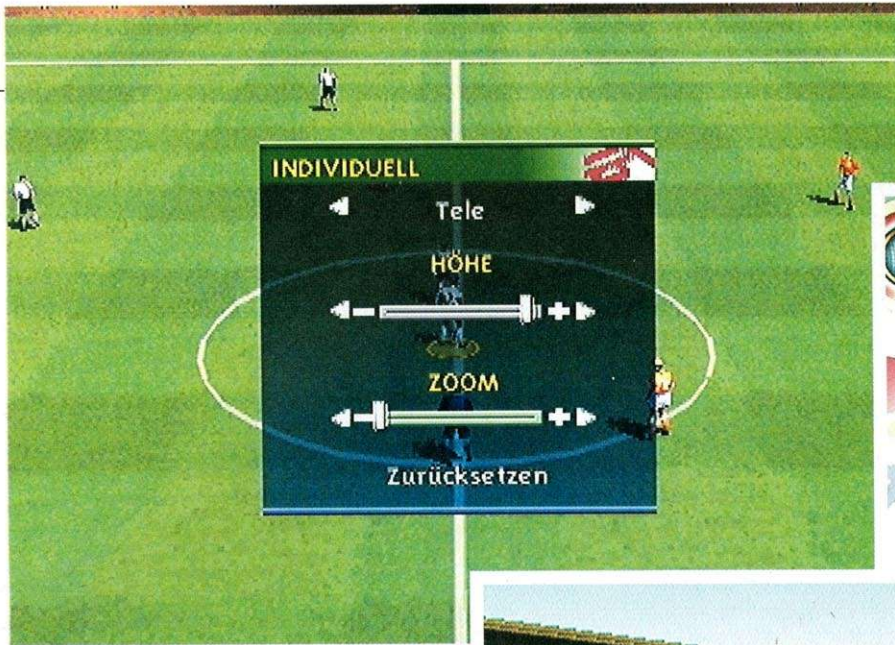 INDIVIDUELL
Tele
HÖHE
ZOOM
Zurücksetzen